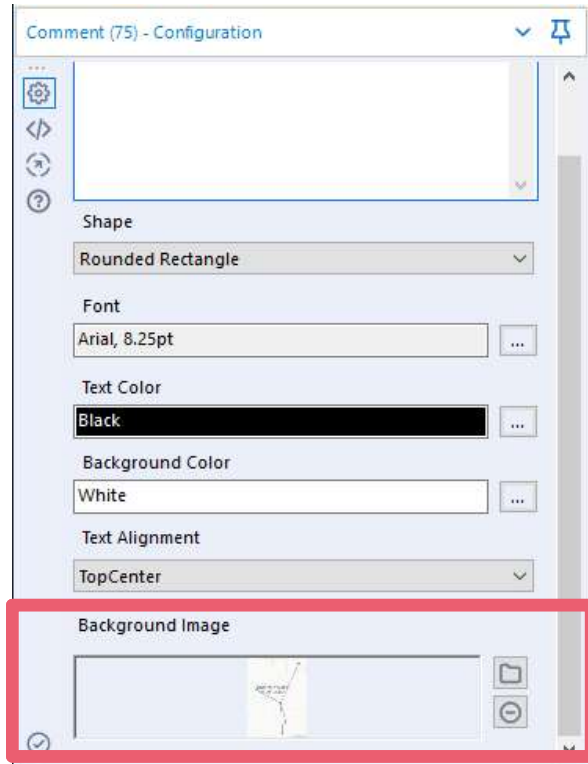 Comment (75) - Configuration
Shape
Rounded Rectangle
Font
Arial, 8.25pt
...
Text Color
Black
...
Background Color
White
...
Text Alignment
TopCenter
Background Image